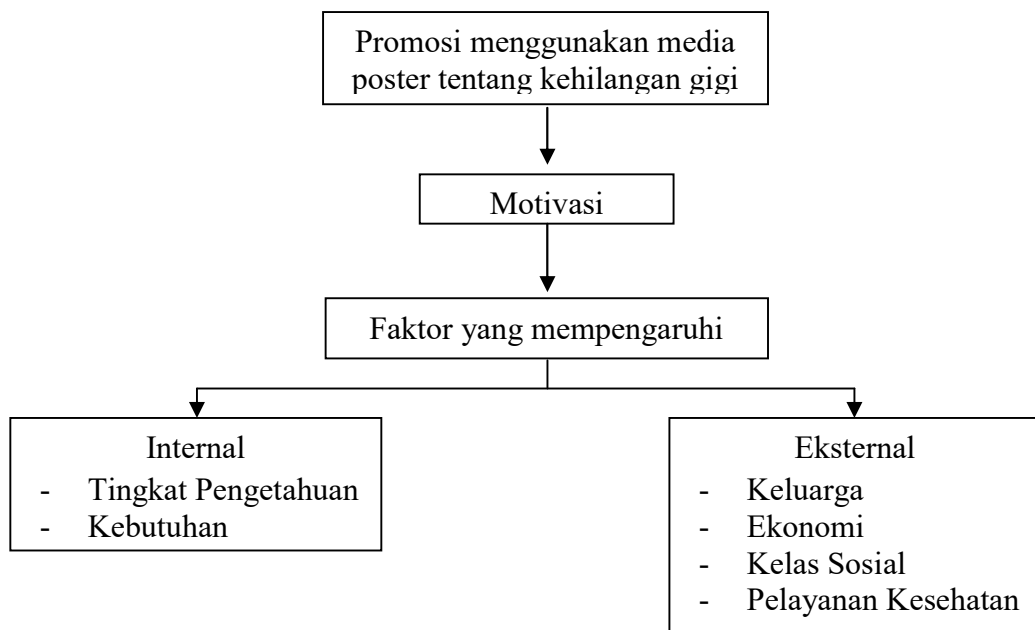 Promosi menggunakan media
poster tentang kehilangan gigi
Motivasi
Faktor yang mempengaruhi
Internal
- Tingkat Pengetahuan
- Kebutuhan
Eksternal
- Keluarga
- Ekonomi
- Kelas Sosial
- Pelayanan Kesehatan